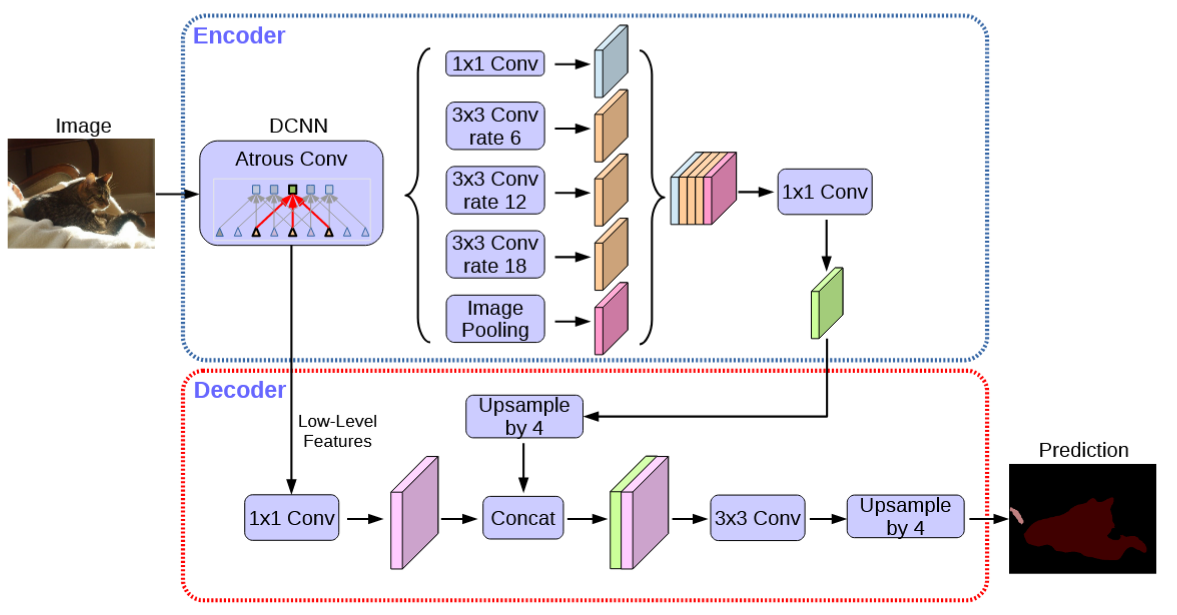 Encoder
Image
DCNN
Atrous Conv
1x1 Conv
3x3 Conv
rate 6
3x3 Conv
rate 12
3x3 Conv
rate 18
Image
Pooling
1x1 Conv
Decoder
Low-Level
Features
Upsample
by 4
1x1 Conv
Concat
3x3 Conv
Upsample
by 4
Prediction